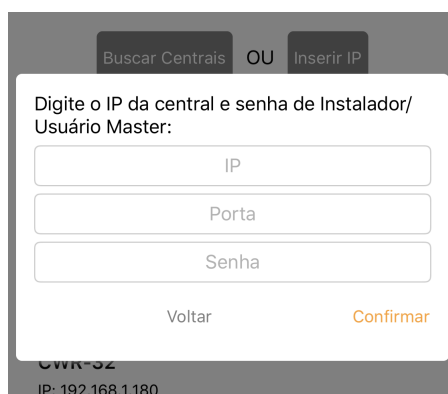 Buscar Centrais OU Inserir IP
Digite o IP da central e senha de Instalador/
Usuário Master:
IP
Porta
Senha
Voltar Confirmar
CWR-32
IP: 192.168.1.180